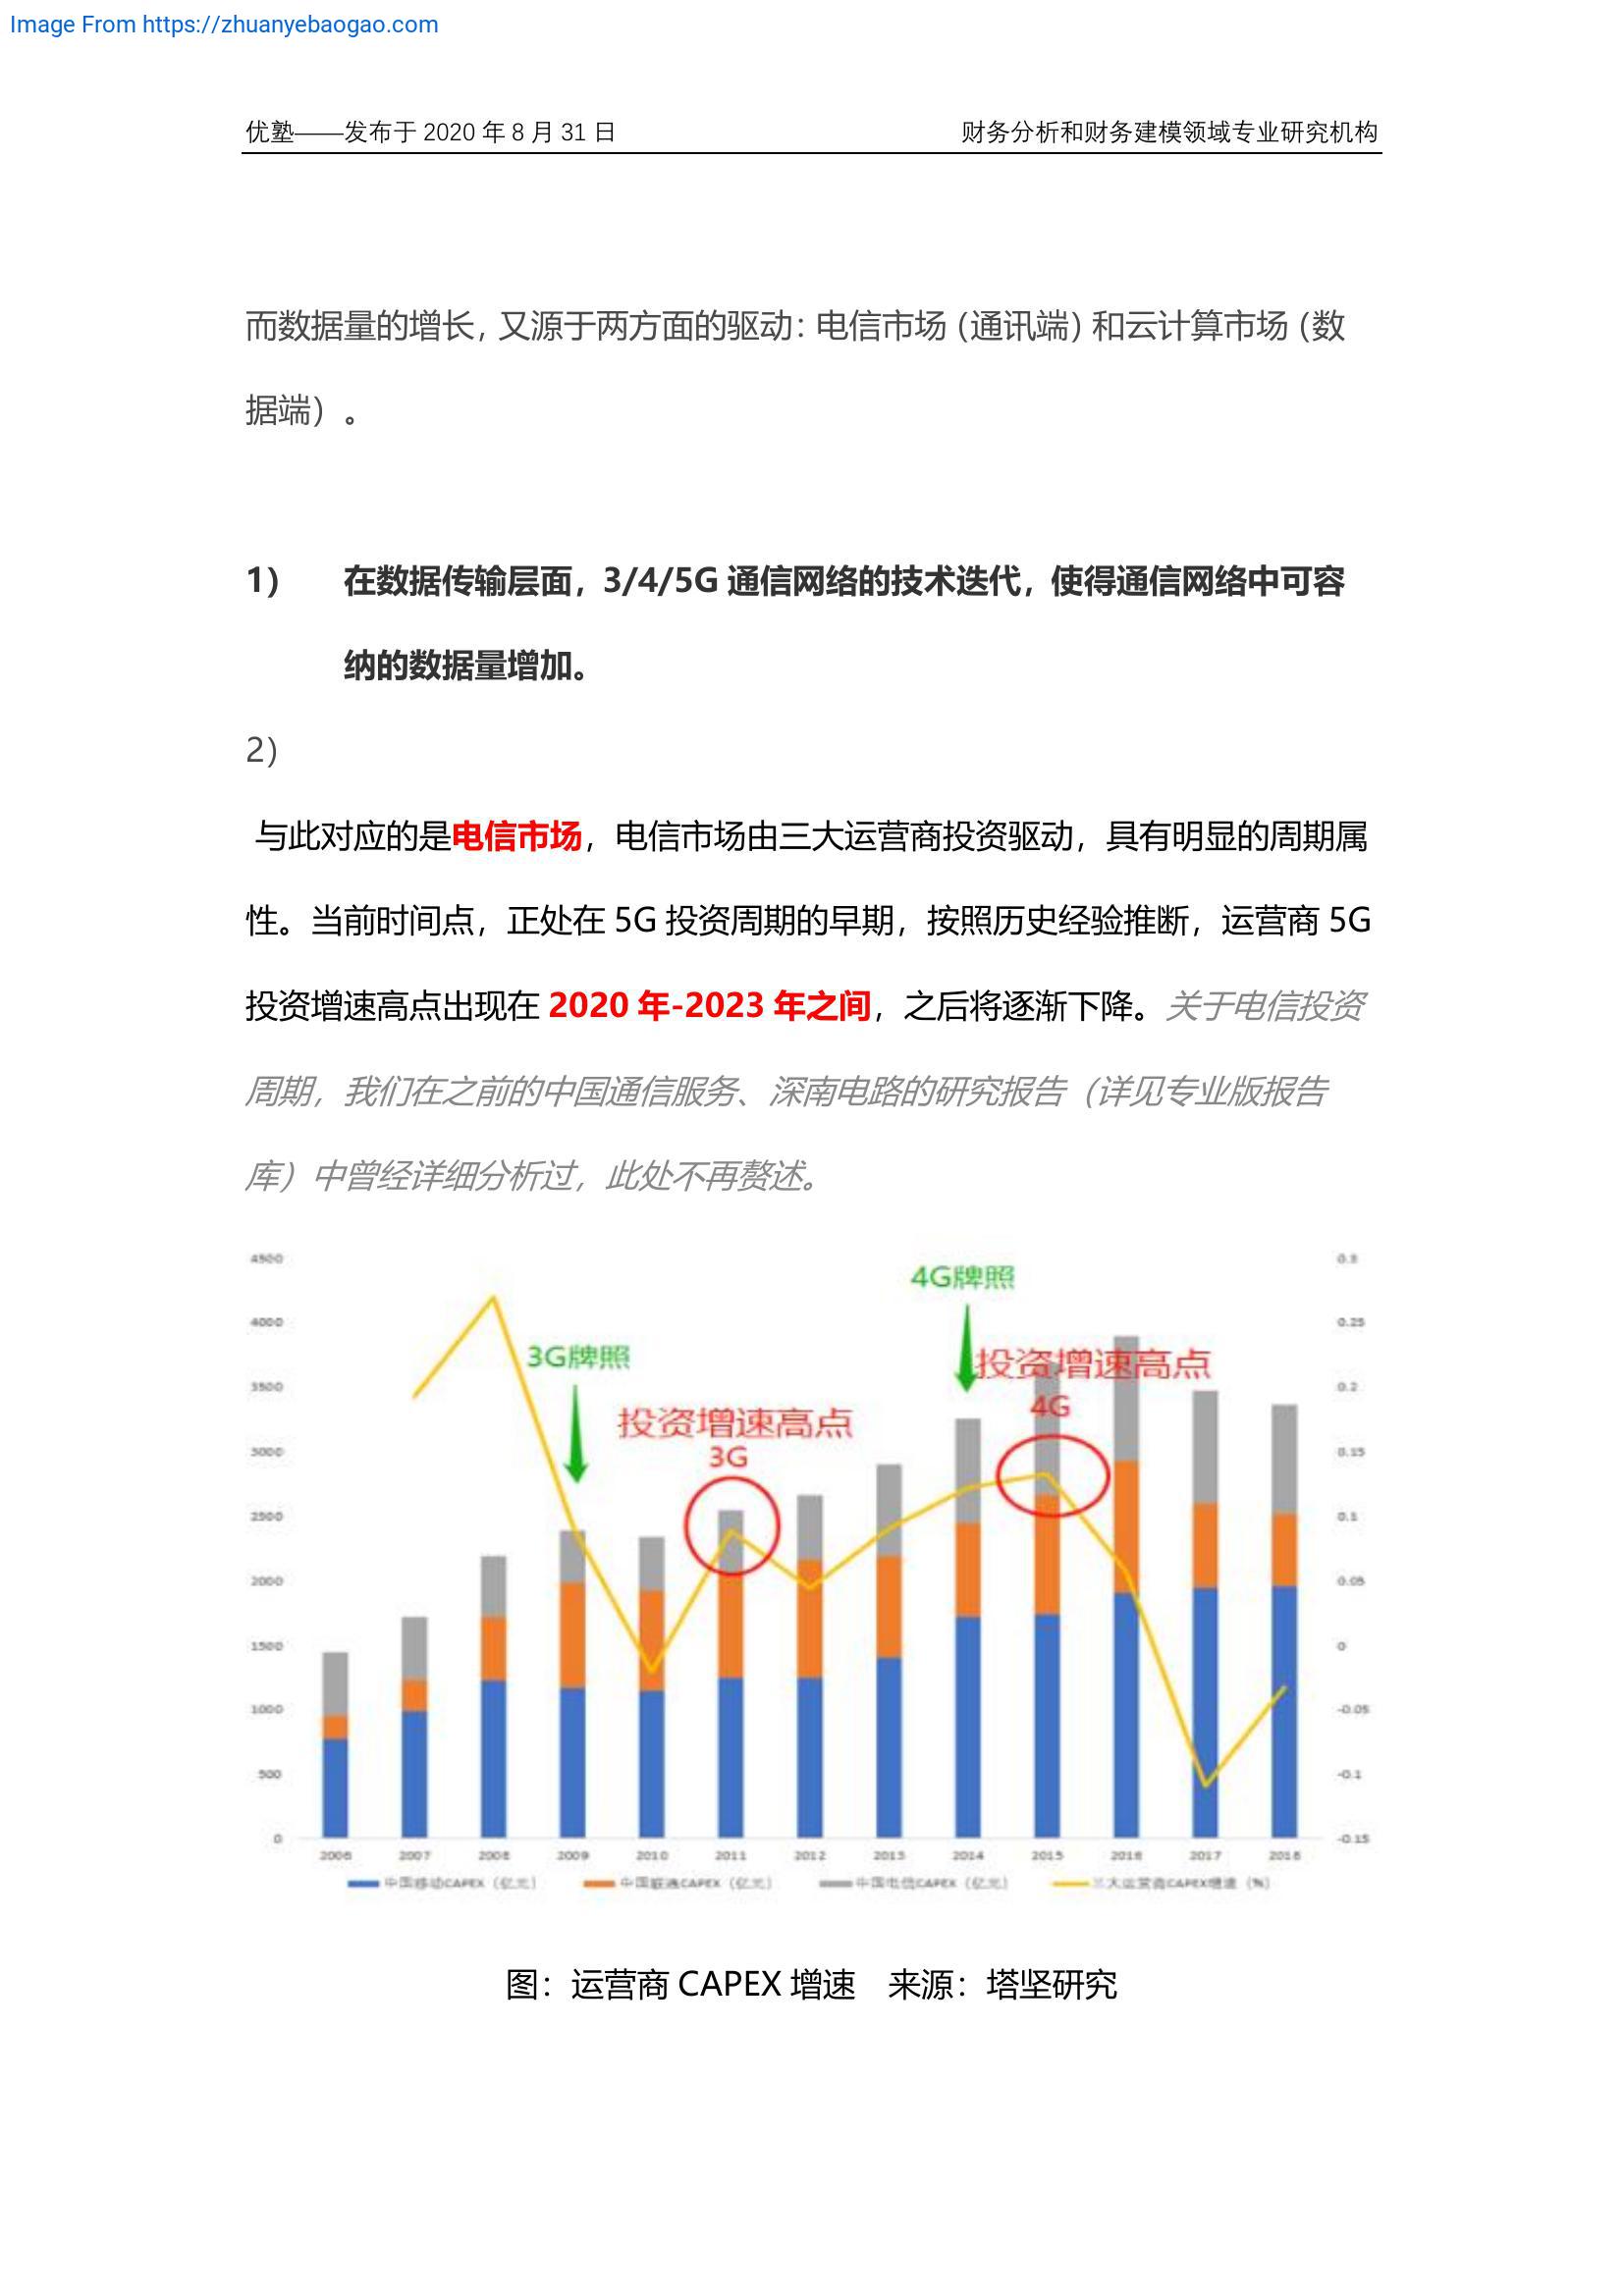 Image From https://zhuanyebaogao.com
优塾——发布于 2020 年 8 月 31 日 财务分析和财务建模领域专业研究机构
而数据量的增长，又源于两方面的驱动：电信市场（通讯端）和云计算市场（数
据端）。
1） 在数据传输层面，3/4/5G 通信网络的技术迭代，使得通信网络中可容
纳的数据量增加。
2）
与此对应的是电信市场，电信市场由三大运营商投资驱动，具有明显的周期属
性。当前时间点，正处在 5G 投资周期的早期，按照历史经验推断，运营商 5G
投资增速高点出现在 2020 年-2023 年之间，之后将逐渐下降。关于电信投资
周期，我们在之前的中国通信服务、深南电路的研究报告（详见专业版报告
库）中曾经详细分析过，此处不再赘述。
4500 0.3
4G牌照
4000 0.25
3G牌照
投资增速高点
3500 0.2
4G
投资增速高点
3000 0.15
3G
2500 0.1
2000 0.05
1500 0
1000 -0.05
500 -0.1
0 -0.15
2006 2007 2008 2009 2010 2011 2012 2013 2014 2015 2016 2017 2018
中国移动CAPEX（亿元） 中国联通CAPEX（亿元） 中国电信CAPEX（亿元） 三大运营商CAPEX增速（%）
图：运营商 CAPEX 增速 来源：塔坚研究